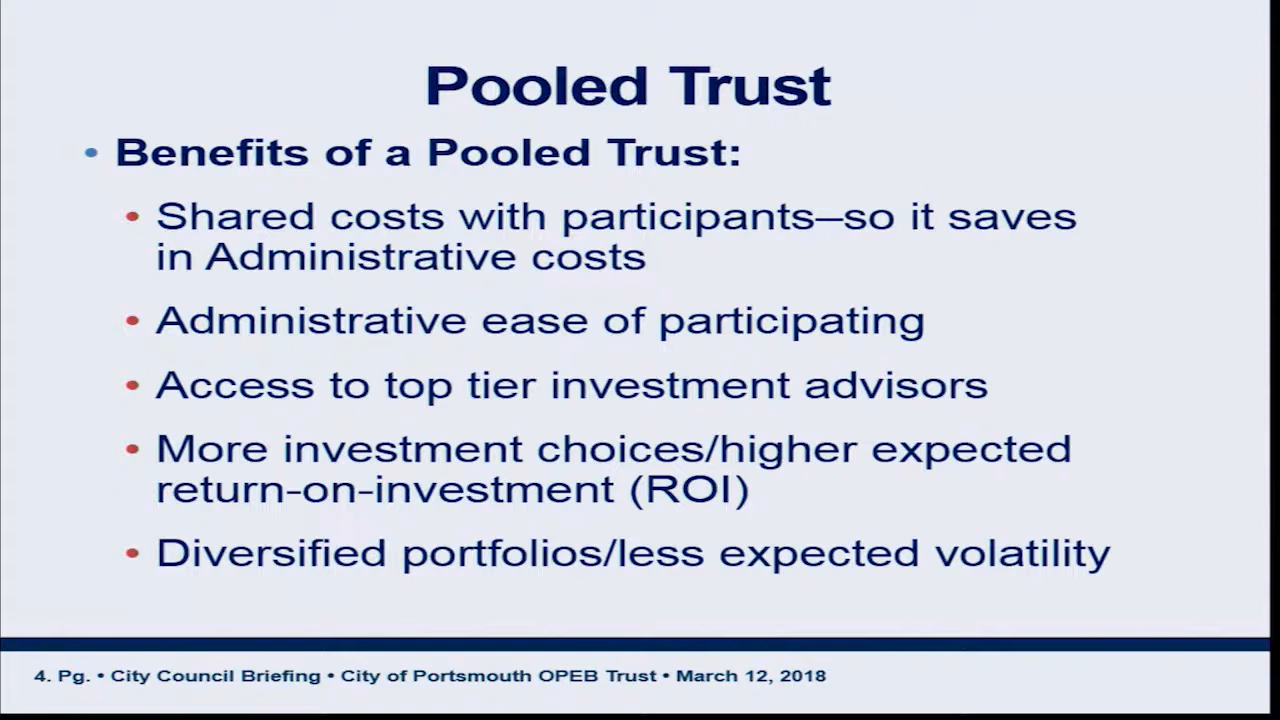 Pooled Trust
• Benefits of a Pooled Trust:
• Shared costs with participants–so it saves
in Administrative costs
• Administrative ease of participating
• Access to top tier investment advisors
• More investment choices/higher expected
return-on-investment (ROI)
• Diversified portfolios/less expected volatility
4. Pg. • City Council Briefing • City of Portsmouth OPEB Trust • March 12, 2018